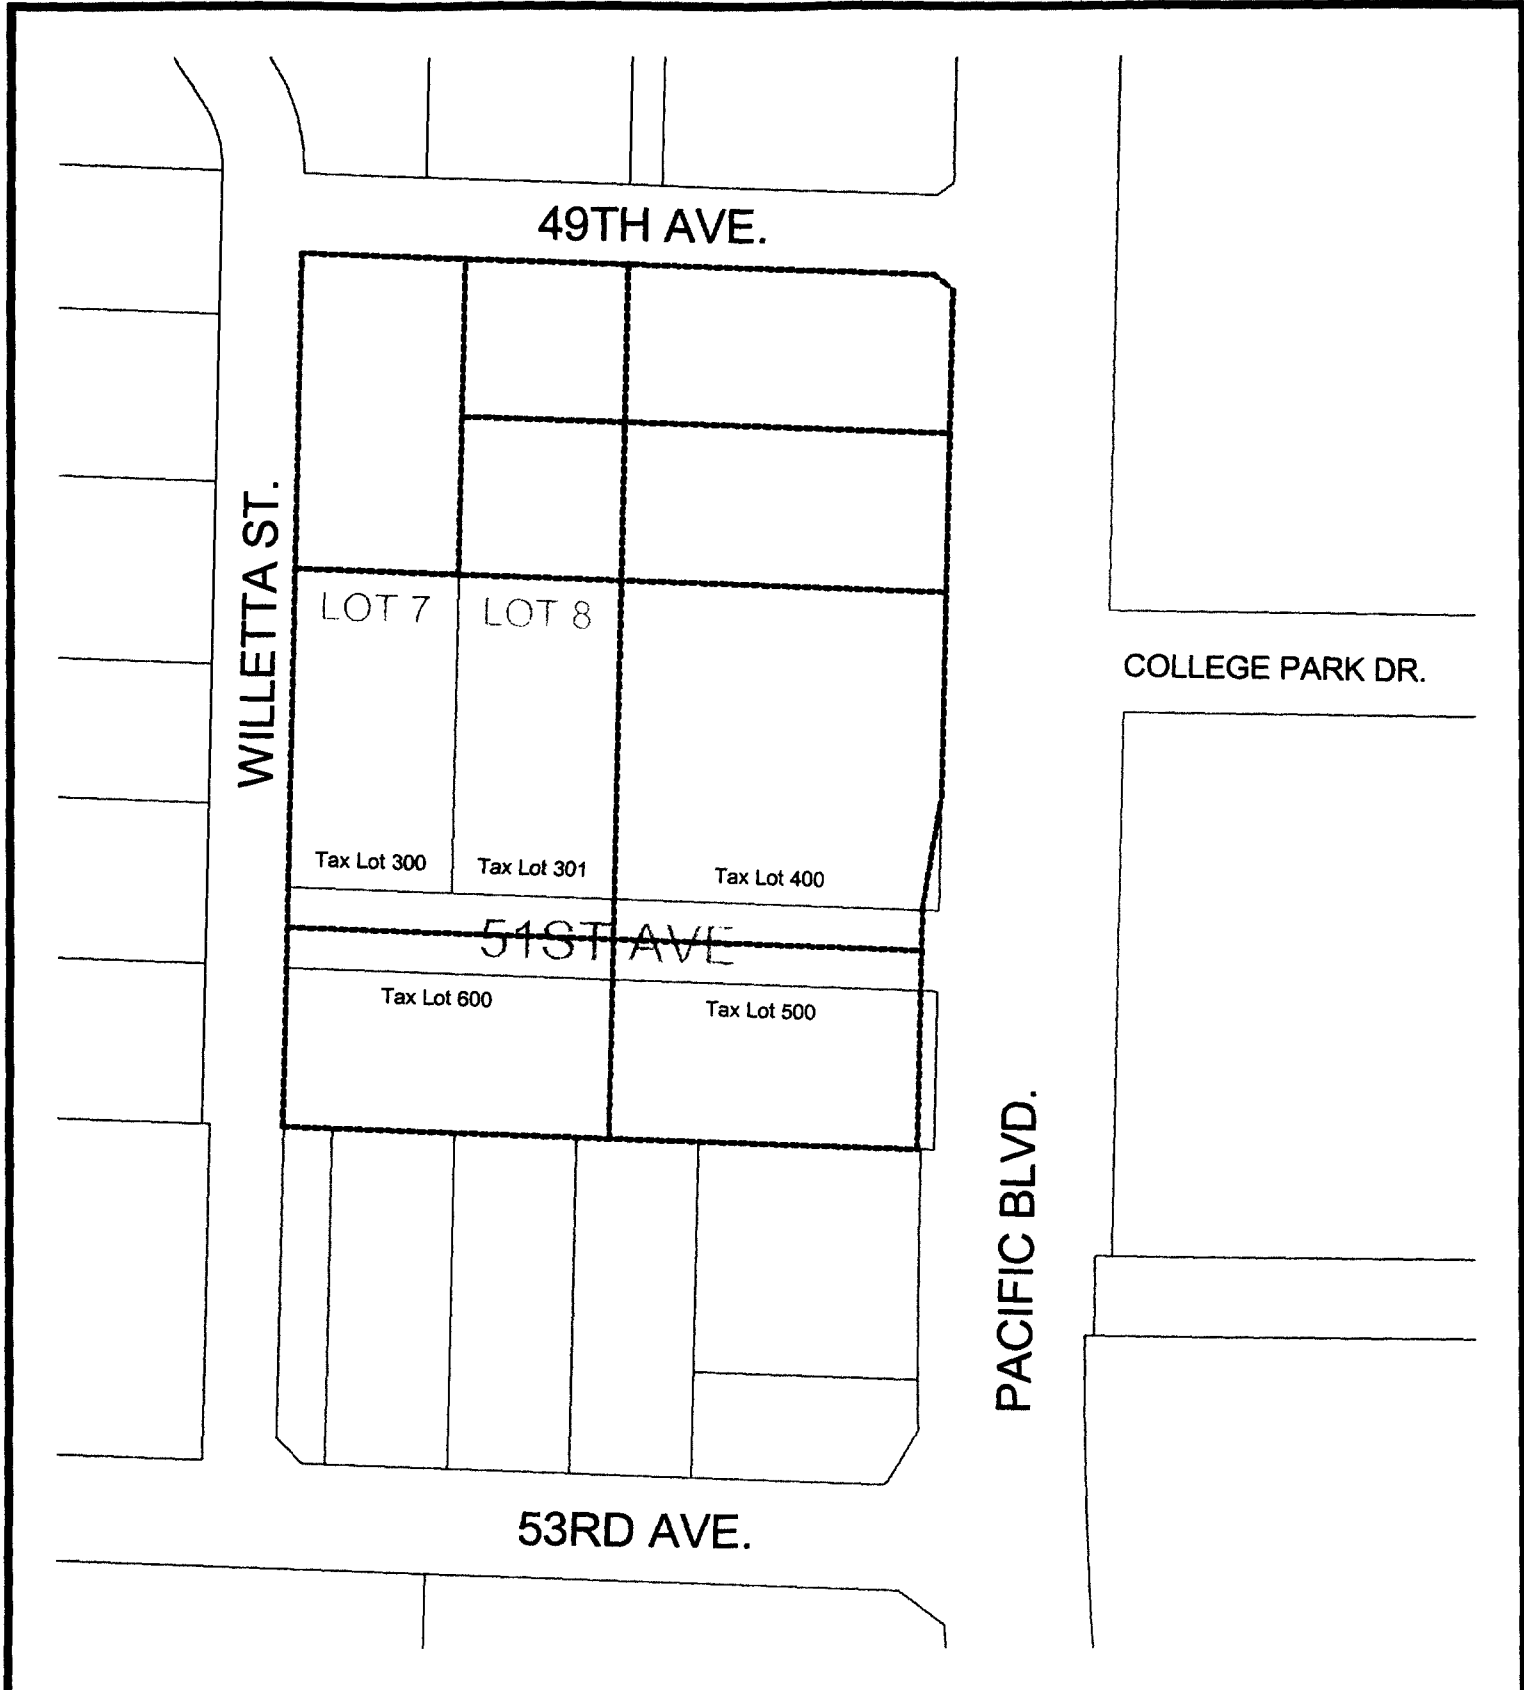 49TH AVE.
WILLETTA ST.
LOT 7
LOT 8
COLLEGE PARK DR.
Tax Lot 300
Tax Lot 301
Tax Lot 400
51ST AVE
Tax Lot 600
Tax Lot 500
PACIFIC BLVD.
53RD AVE.